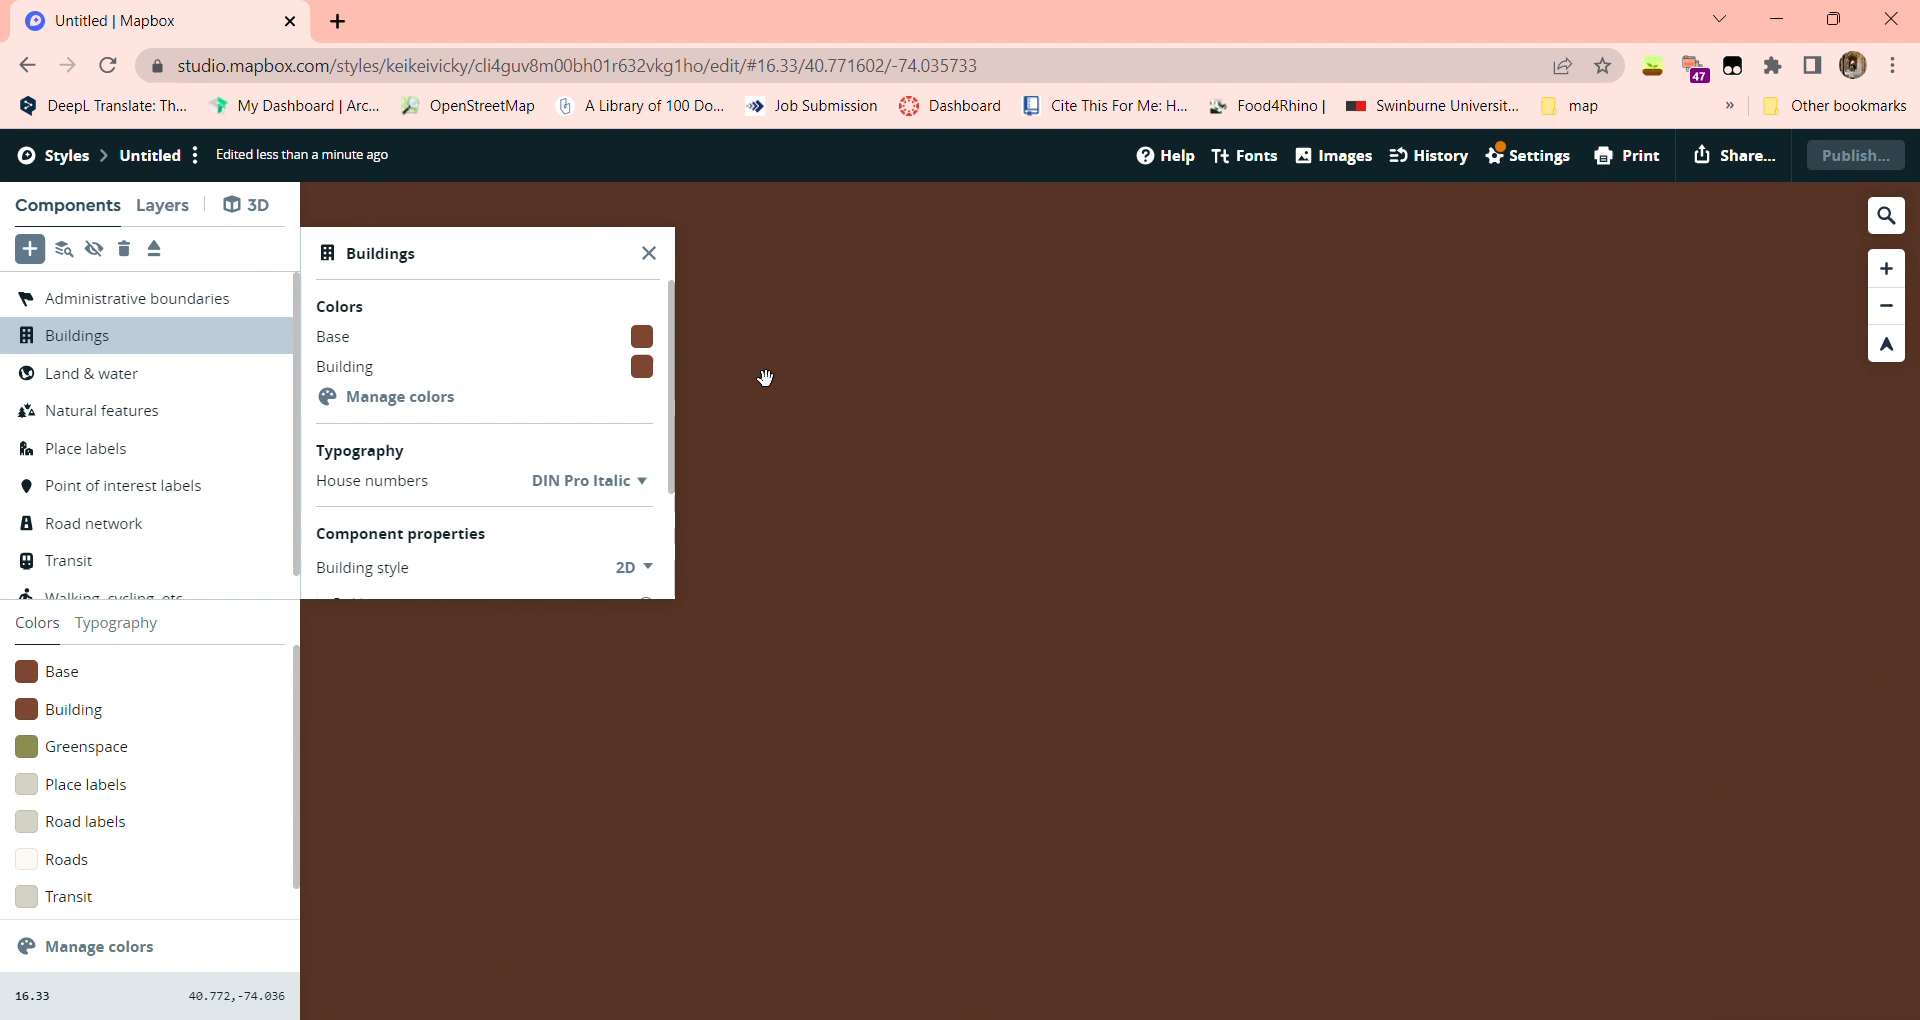 Untitled | Mapbox
studio.mapbox.com/styles/keikeivicky/cli4guv8m00bh01r632vkg1ho/edit/#16.33/40.771602/-74.035733
47
DeepL Translate: Th... My Dashboard | Arc... OpenStreetMap A Library of 100 Do... Job Submission Dashboard Cite This For Me: H... Food4Rhino | Swinburne Universit... map » Other bookmarks
Styles > Untitled Edited less than a minute ago Help Fonts Images History Settings Print Share... Publish...
Components Layers 3D
Administrative boundaries
Buildings
Land & water
Natural features
Place labels
Point of interest labels
Road network
Transit
Walking, cycling, etc.
Buildings
Colors
Base
Building
Manage colors
Typography
House numbers DIN Pro Italic
Component properties
Building style 2D
Colors Typography
Base
Building
Greenspace
Place labels
Road labels
Roads
Transit
Manage colors
16.33 40.772,-74.036